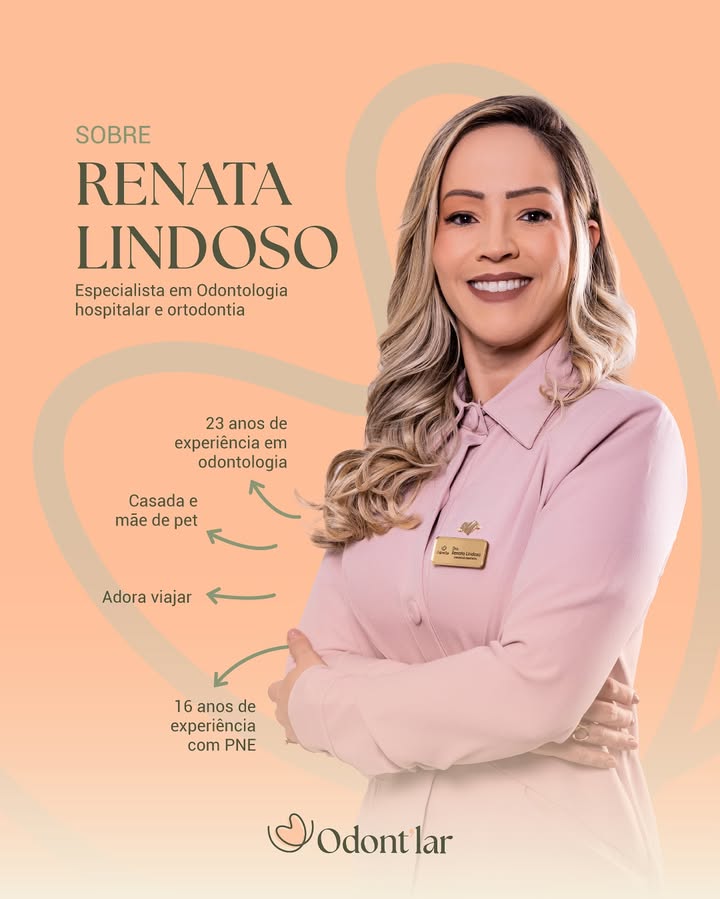 SOBRE
RENATA
LINDOSO
Especialista em Odontologia
hospitalar e ortodontia
23 anos de
experiência em
odontologia
Casada e
mãe de pet
Adora viajar
Dra.
Renata Lindoso
16 anos de
experiência
com PNE
Odont'lar